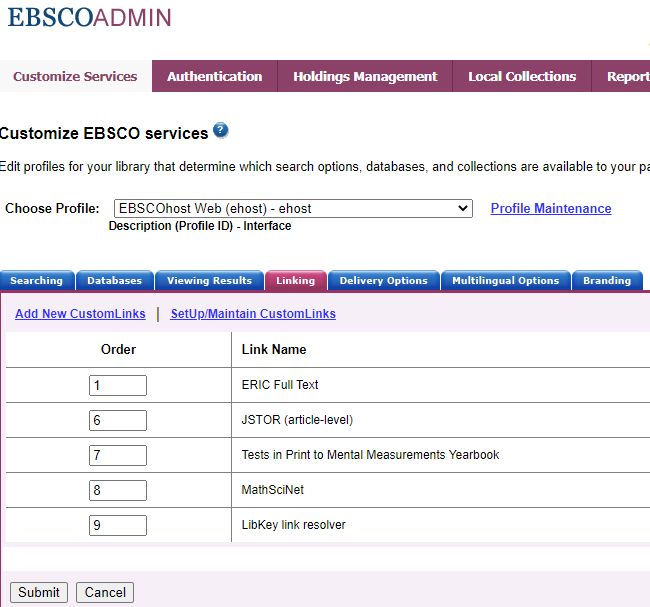 EBSCOADMIN
Customize Services Authentication Holdings Management Local Collections Report
Customize EBSCO services ?
Edit profiles for your library that determine which search options, databases, and collections are available to your pa
Choose Profile: EBSCOhost Web (ehost) - ehost Profile Maintenance
Description (Profile ID) - Interface
Searching Databases Viewing Results Linking Delivery Options Multilingual Options Branding
Add New CustomLinks | SetUp/Maintain CustomLinks
Order Link Name
1 ERIC Full Text
6 JSTOR (article-level)
7 Tests in Print to Mental Measurements Yearbook
8 MathSciNet
9 LibKey link resolver
Submit Cancel